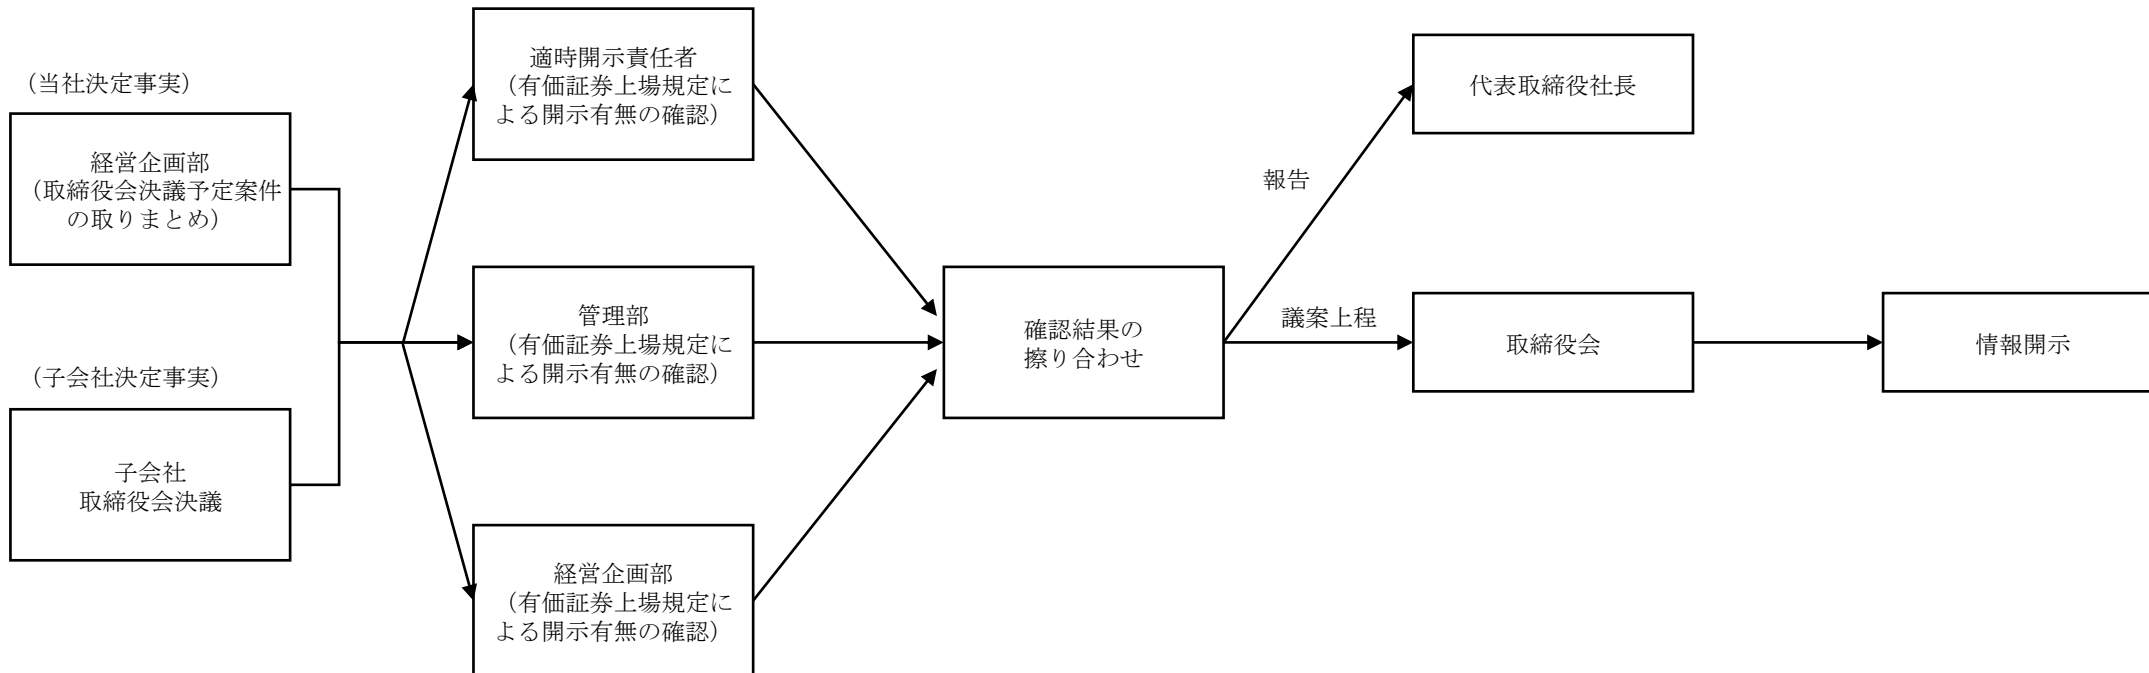 （当社決定事実）
経営企画部
（取締役会決議予定案件
の取りまとめ）
（子会社決定事実）
子会社
取締役会決議
適時開示責任者
（有価証券上場規定に
よる開示有無の確認）
管理部
（有価証券上場規定に
よる開示有無の確認）
経営企画部
（有価証券上場規定に
よる開示有無の確認）
確認結果の
擦り合わせ
報告
代表取締役社長
議案上程
取締役会
情報開示